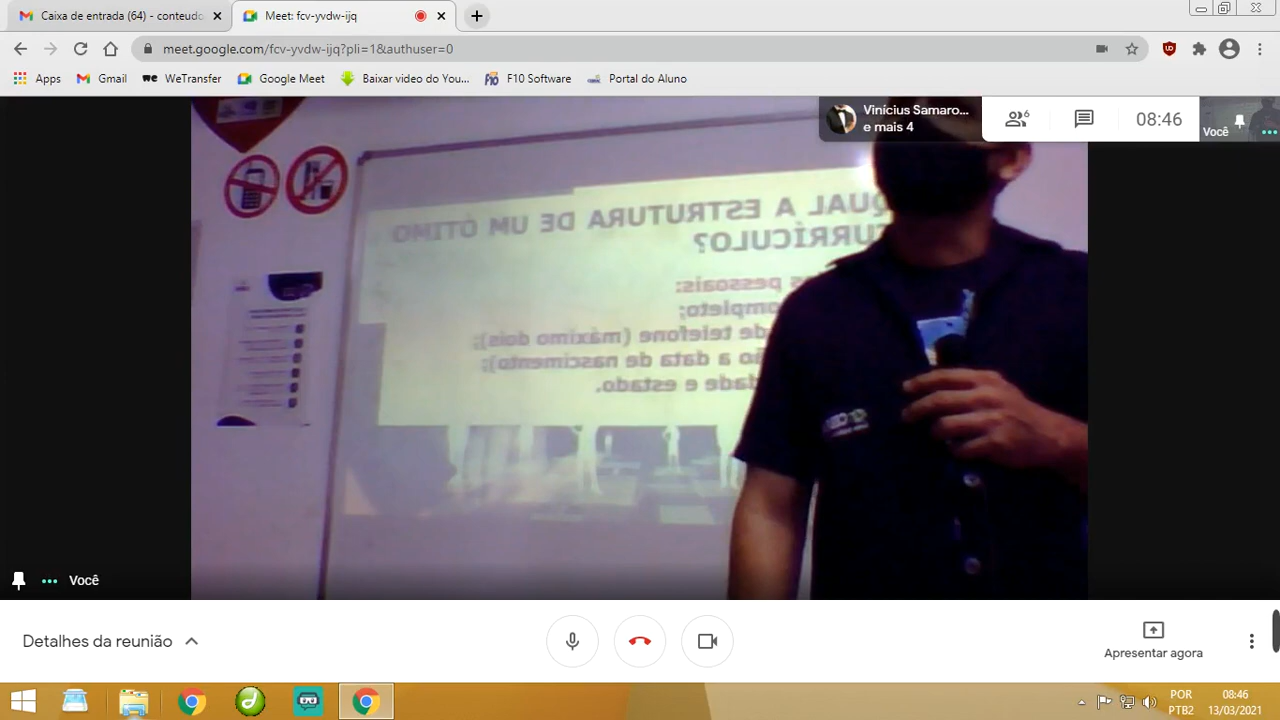 Caixa de entrada (64) - conteudo
Meet: fcv-yvdw-ijq
meet.google.com/fcv-yvdw-ijq?pli=1&authuser=0
Apps
Gmail
WeTransfer
Google Meet
Baixar video do You...
F10 Software
Portal do Aluno
Vinícius Samaro...
e mais 4
6
08:46
Você
QUAL A ESTRUTURA DE UM ÓTIMO
CURRÍCULO?
pessoais:
completo;
de telefone (máximo dois);
a data de nascimento);
e estado.
Você
Detalhes da reunião
Apresentar agora
POR
PTB2
08:46
13/03/2021